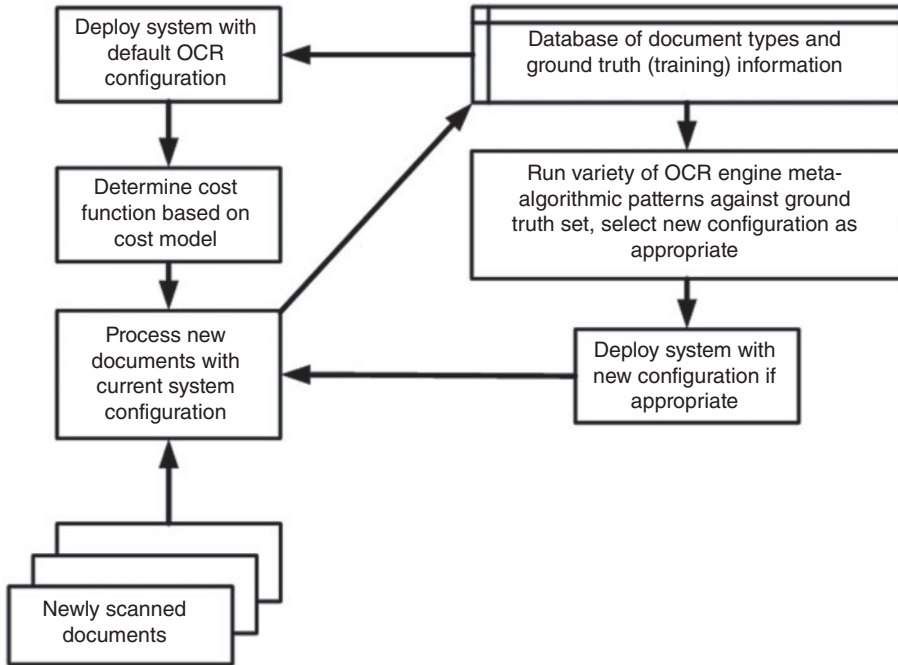 Deploy system with
default OCR
configuration
Database of document types and
ground truth (training) information
Determine cost
function based on
cost model
Run variety of OCR engine meta-
algorithmic patterns against ground
truth set, select new configuration as
appropriate
Process new
documents with
current system
configuration
Deploy system with
new configuration if
appropriate
Newly scanned
documents